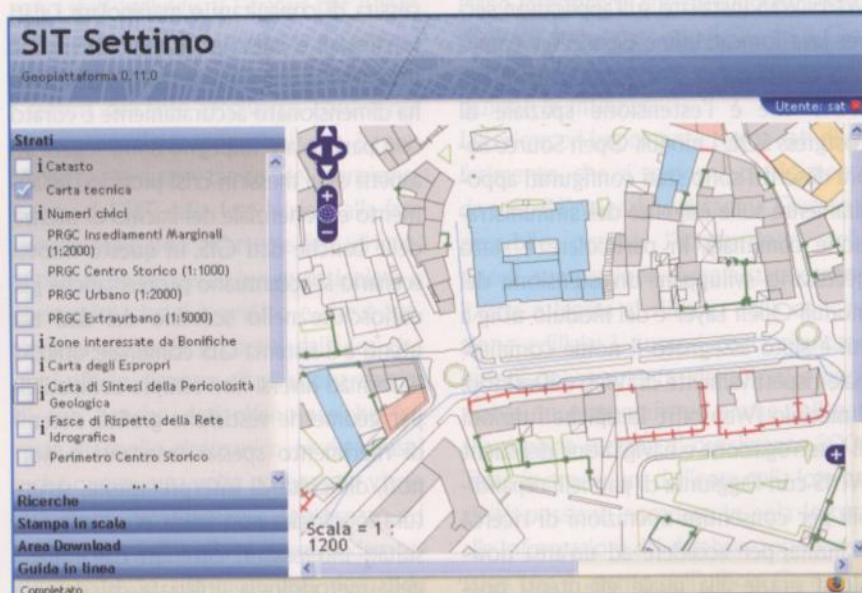 SIT Settimo
Geopiattaforma 0.11.0
Utente: sat
Strati
i Catasto
Carta tecnica
i Numeri civici
PRGC Insediamenti Marginali
(1:2000)
PRGC Centro Storico (1:1000)
PRGC Urbano (1:2000)
PRGC Extraurbano (1:5000)
i Zone Interessate da Bonifiche
i Carta degli Espropri
i Carta di Sintesi della Pericolosità
Geologica
i Fasce di Rispetto della Rete
Idrografica
Perimetro Centro Storico
Ricerche
Stampa in scala
Area Download
Guida in linea
Scala = 1 :
1200
Completato